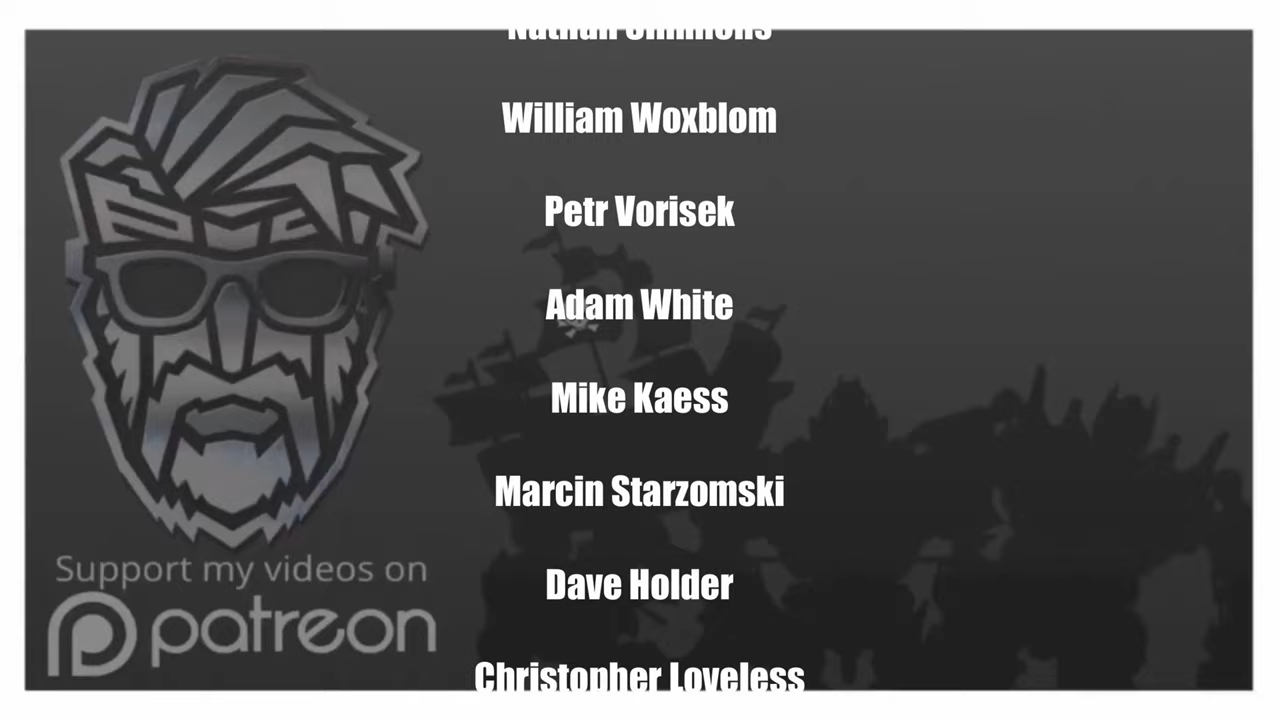 William Woxblom
Petr Vorisek
Adam White
Mike Kaess
Marcin Starzomski
Dave Holder
Christopher Loveless
Support my videos on
patreon